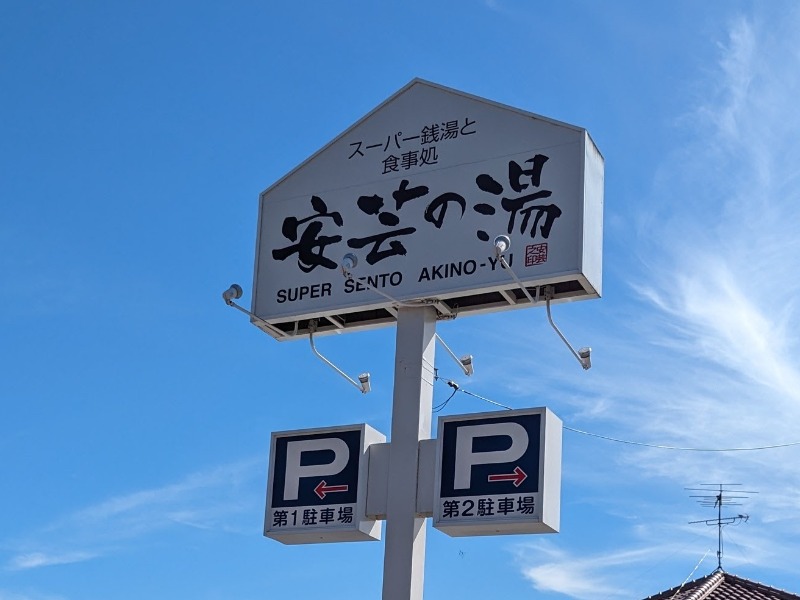 スーパー銭湯と
食事処
安芸の湯
SUPER SENTO AKINO-YU
P
第1駐車場
P
第2駐車場